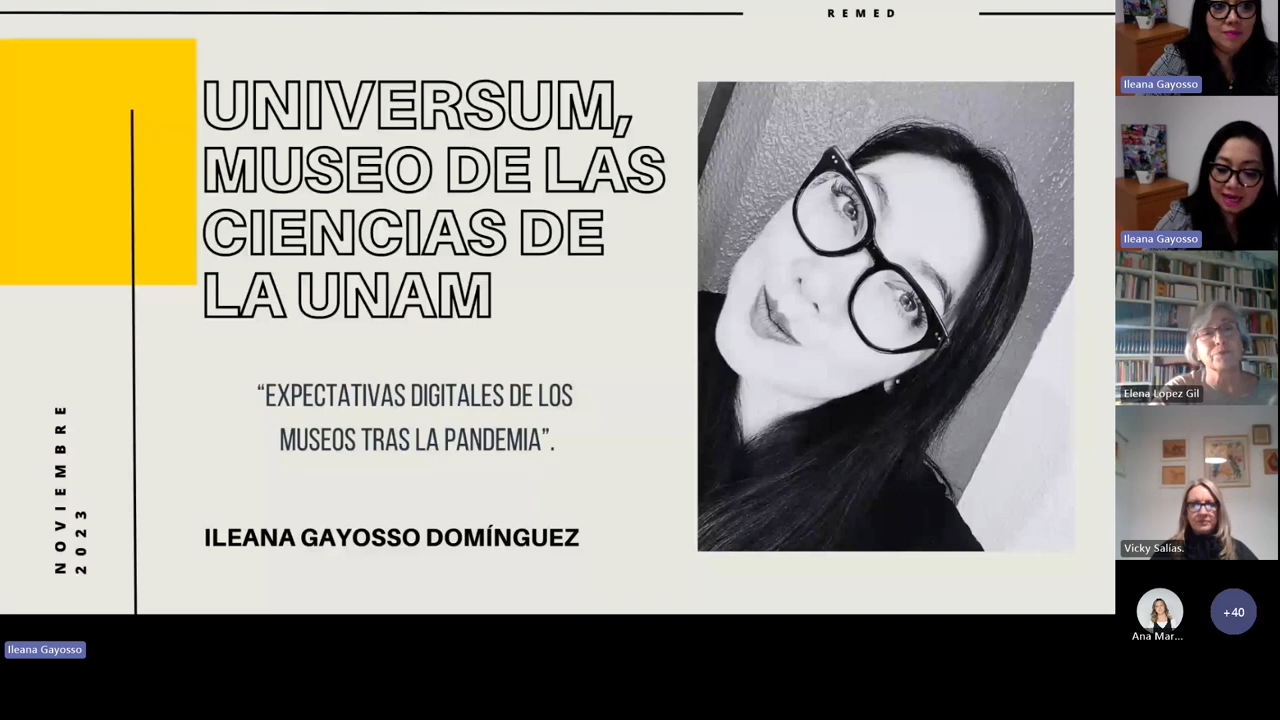 REMED
UNIVERSUM,
MUSEO DE LAS
CIENCIAS DE
LA UNAM
“EXPECTATIVAS DIGITALES DE LOS
MUSEOS TRAS LA PANDEMIA”.
ILEANA GAYOSSO DOMÍNGUEZ
NOVIEMBRE
2023
Ileana Gayosso
Ileana Gayosso
Ileana Gayosso
Elena Lopez Gil
Vicky Salías.
Ana Mar...
+40